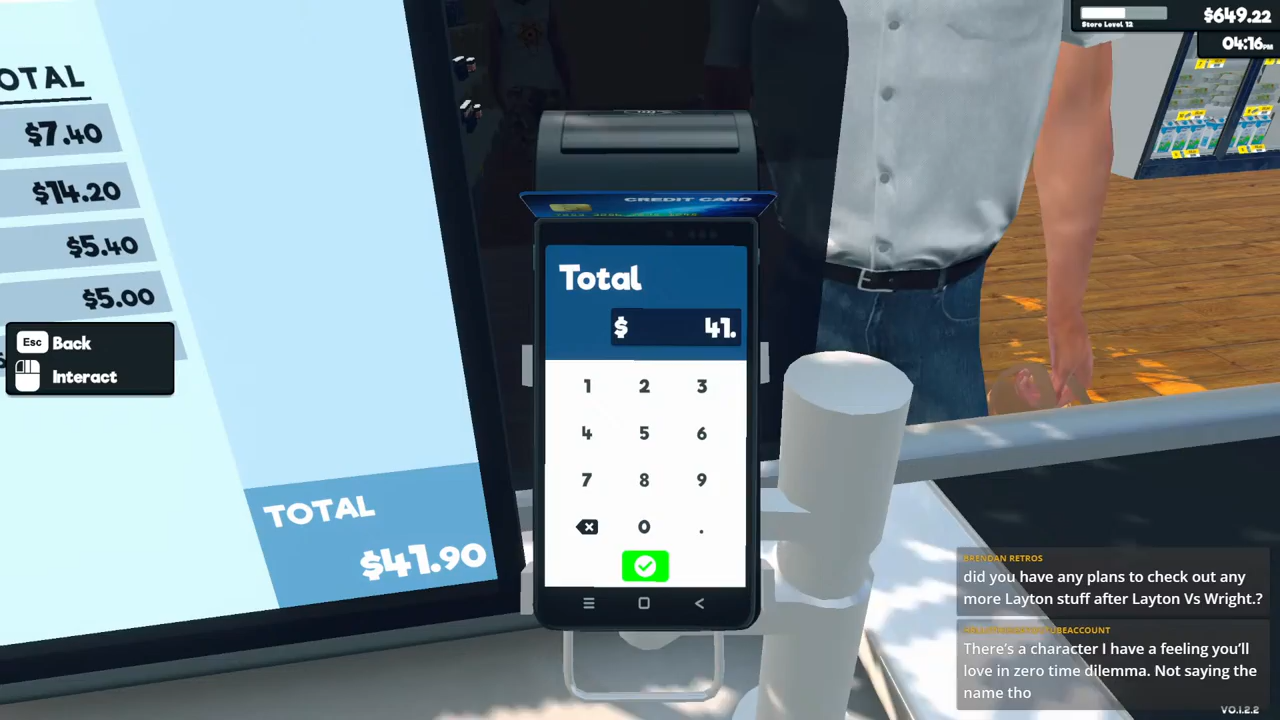 $649.22
Store Level 12
04:16PM
OTAL
$7.40
$14.20
$5.40
$5.00
Esc Back
Interact
TOTAL
$41.90
CREDIT CARD
Total
$ 41.
1 2 3
4 5 6
7 8 9
0 .
BRENDAN RETROS
did you have any plans to check out any
more Layton stuff after Layton Vs Wright.?
There's a character I have a feeling you'll
love in zero time dilemma. Not saying the
name tho
V0.1.2.2